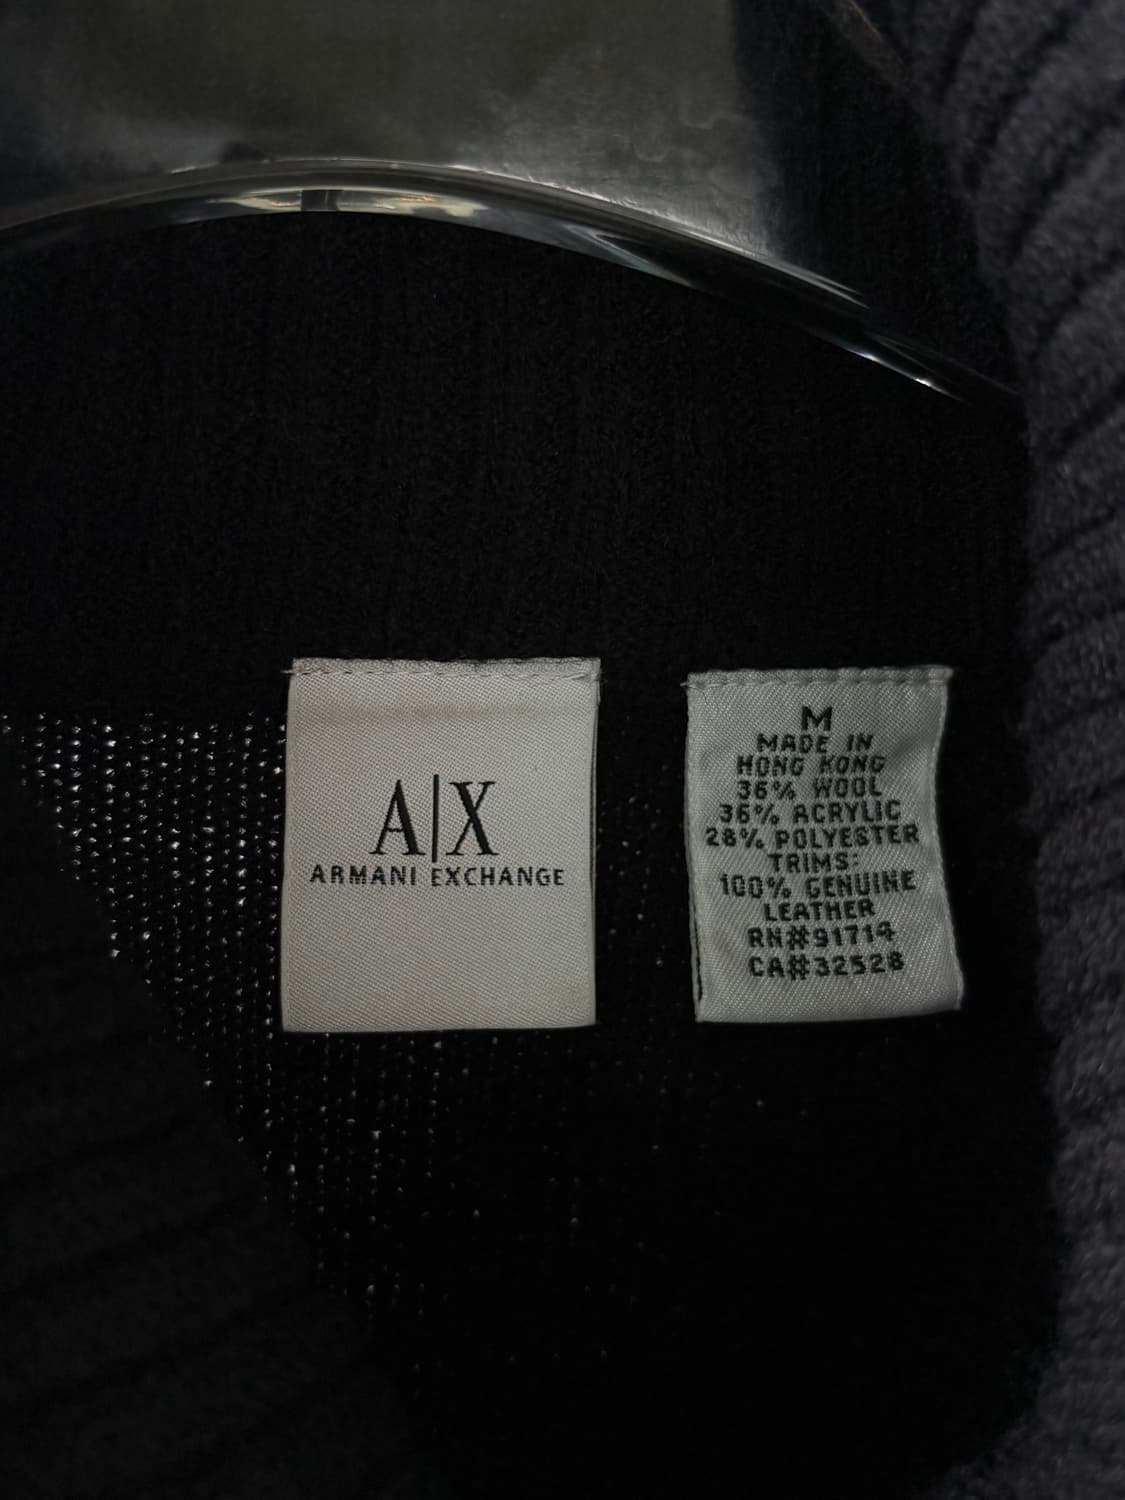 A|X
ARMANI EXCHANGE
M
MADE IN
HONG KONG
36% WOOL
36% ACRYLIC
28% POLYESTER
TRIMS:
100% GENUINE
LEATHER
RN#91714
CA#32528